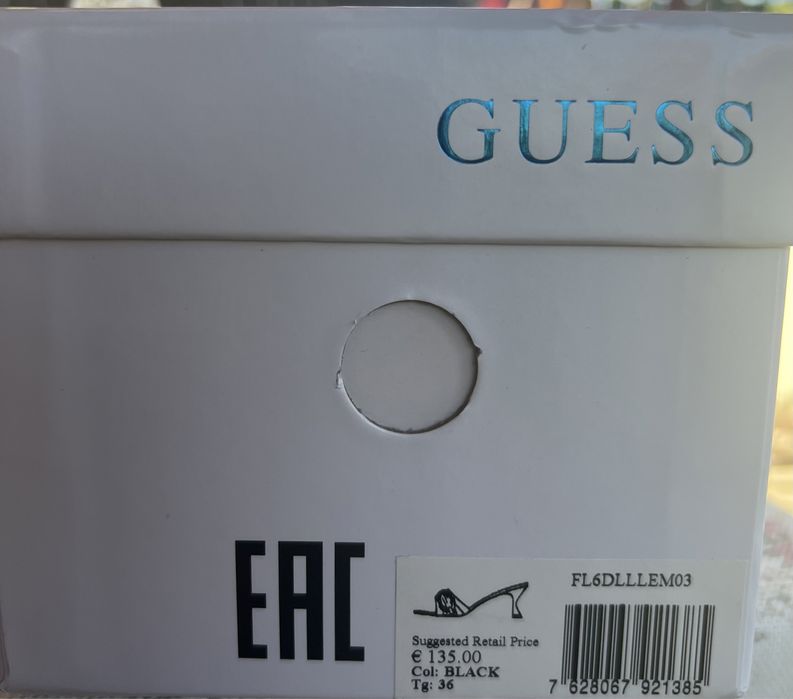 GUESS
EAC
FL6DLLLEM03
Suggested Retail Price
€ 135.00
Col: BLACK
Tg: 36
7 628067 921385